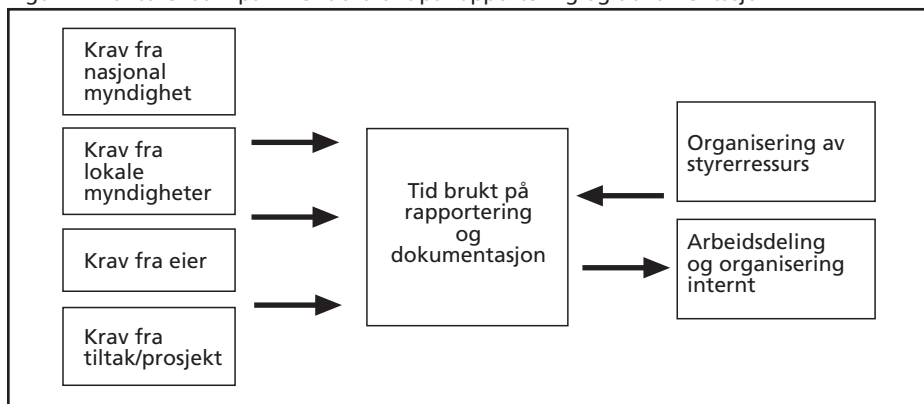 Krav fra
nasjonal
myndighet
Krav fra
lokale
myndigheter
Krav fra eier
Krav fra
tiltak/prosjekt
Tid brukt på
rapportering
og
dokumentasjon
Organisering av
styrerressurs
Arbeidsdeling
og organisering
internt